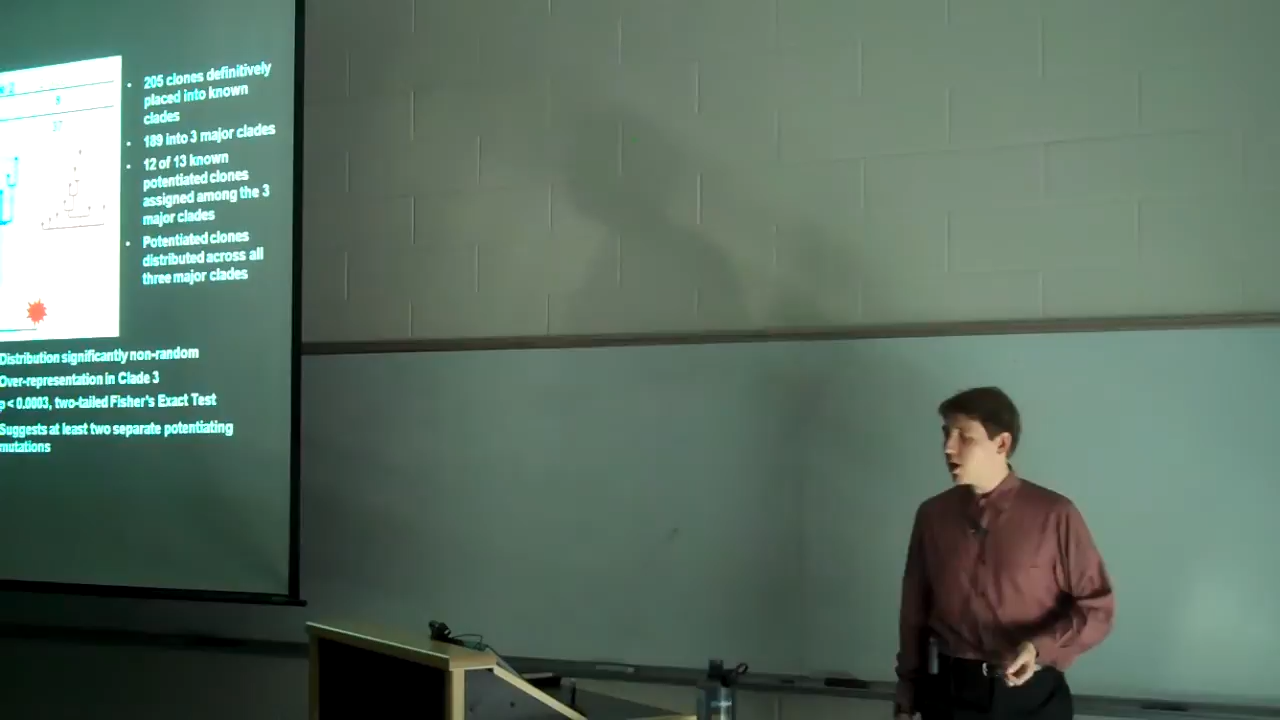 205 clones definitively
placed into known
clades
189 into 3 major clades
12 of 13 known
potentiated clones
assigned among the 3
major clades
Potentiated clones
distributed across all
three major clades
Distribution significantly non-random
Over-representation in Clade 3
p < 0.0003, two-tailed Fisher's Exact Test
Suggests at least two separate potentiating
mutations